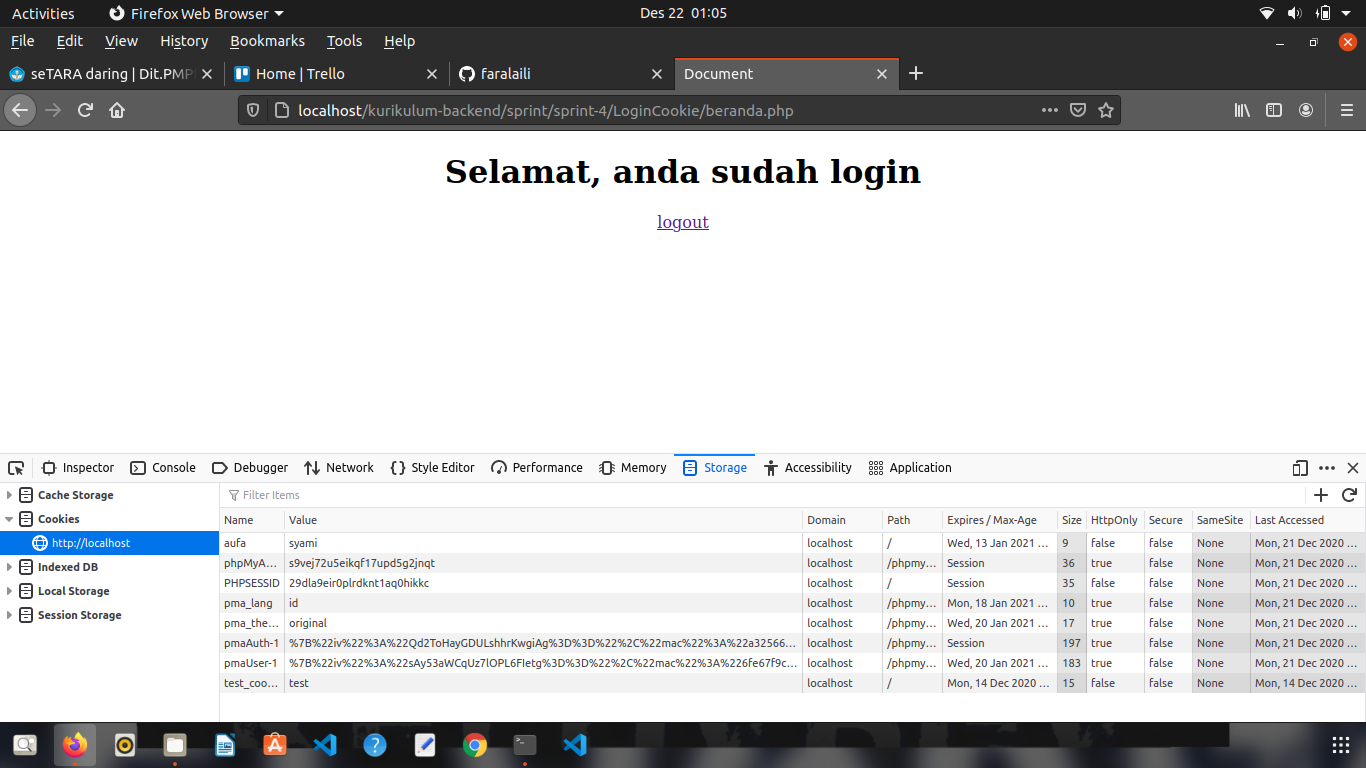 Activities Firefox Web Browser Des 22 01:05
File Edit View History Bookmarks Tools Help
seTARA daring | Dit.PMP Home | Trello faralaili Document
localhost/kurikulum-backend/sprint/sprint-4/LoginCookie/beranda.php
Selamat, anda sudah login
logout
Inspector Console Debugger Network Style Editor Performance Memory Storage Accessibility Application
Cache Storage
Cookies
http://localhost
Indexed DB
Local Storage
Session Storage
Filter Items
Name Value Domain Path Expires / Max-Age Size HttpOnly Secure SameSite Last Accessed
aufa syami localhost / Wed, 13 Jan 2021 … 9 false false None Mon, 21 Dec 2020 …
phpMyA… s9vej72u5eikqf17upd5g2jnqt localhost /phpmy… Session 36 true false None Mon, 21 Dec 2020 …
PHPSESSID 29dla9eir0plrdknt1aq0hikkc localhost / Session 35 false false None Mon, 21 Dec 2020 …
pma_lang id localhost /phpmy… Mon, 18 Jan 2021 … 10 true false None Mon, 21 Dec 2020 …
pma_the… original localhost /phpmy… Wed, 20 Jan 2021 … 17 true false None Mon, 21 Dec 2020 …
pmaAuth-1 %7B%22iv%22%3A%22Qd2ToHayGDULshhrKwgiAg%3D%3D%22%2C%22mac%22%3A%22a32566… localhost /phpmy… Session 197 true false None Mon, 21 Dec 2020 …
pmaUser-1 %7B%22iv%22%3A%22sAy53aWCqUz7lOPL6FIetg%3D%3D%22%2C%22mac%22%3A%226fe67f9c… localhost /phpmy… Wed, 20 Jan 2021 … 183 true false None Mon, 21 Dec 2020 …
test_coo… test localhost / Mon, 14 Dec 2020 … 15 false false None Mon, 14 Dec 2020 …